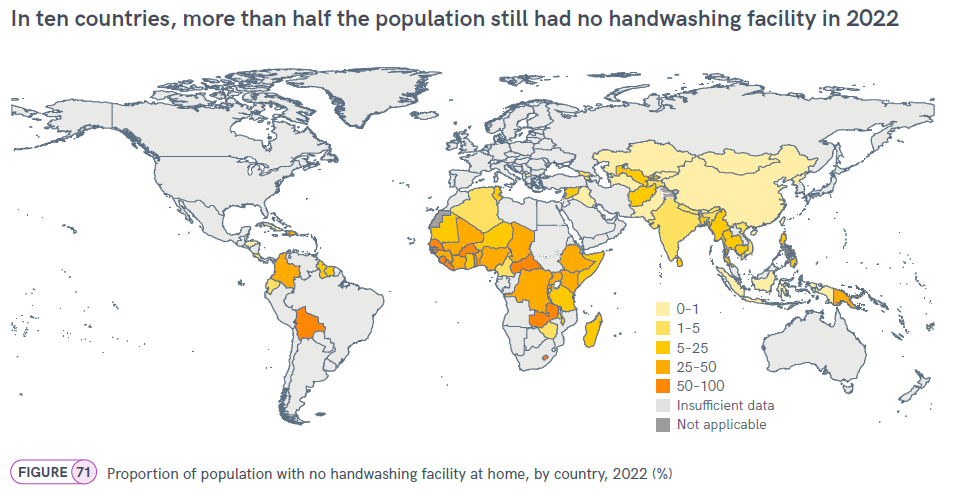 In ten countries, more than half the population still had no handwashing facility in 2022
0-1
1-5
5-25
25-50
50-100
Insufficient data
Not applicable
FIGURE 71 Proportion of population with no handwashing facility at home, by country, 2022 (%)